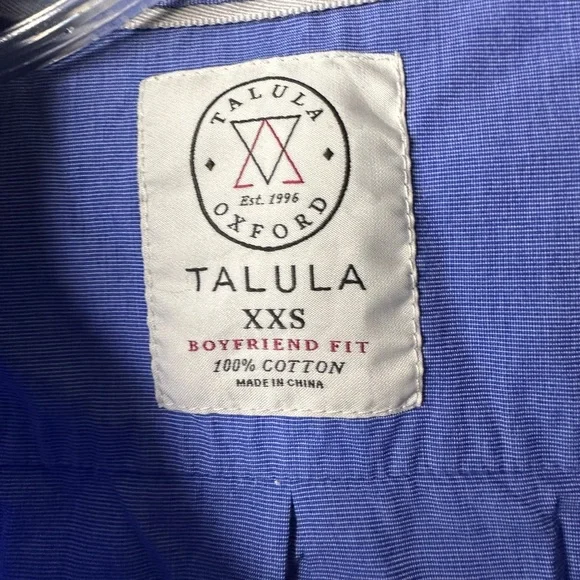 TALULA
Est. 1996
OXFORD
TALULA
XXS
BOYFRIEND FIT
100% COTTON
MADE IN CHINA